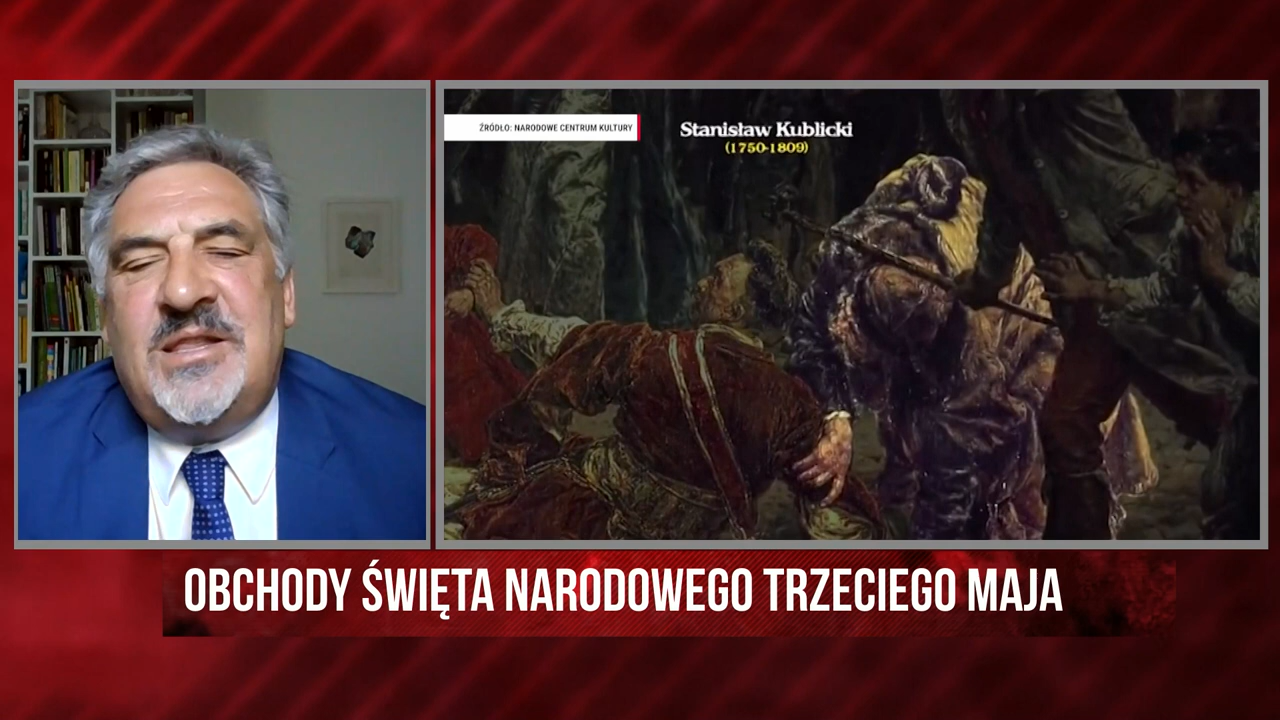 ŹRÓDŁO: NARODOWE CENTRUM KULTURY
Stanisław Kublicki
(1750-1809)
OBCHODY ŚWIĘTA NARODOWEGO TRZECIEGO MAJA